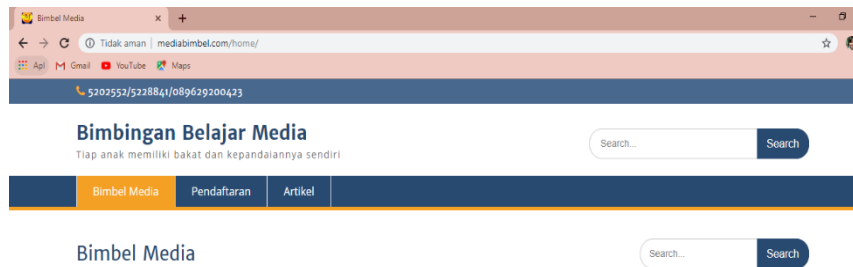 Bimbel Media
Tidak aman | mediabimbel.com/home/
Apl Gmail YouTube Maps
5202552/5228841/089629200423
Bimbingan Belajar Media
Tiap anak memiliki bakat dan kepandaiannya sendiri
Search... Search
Bimbel Media Pendaftaran Artikel
Bimbel Media
Search... Search